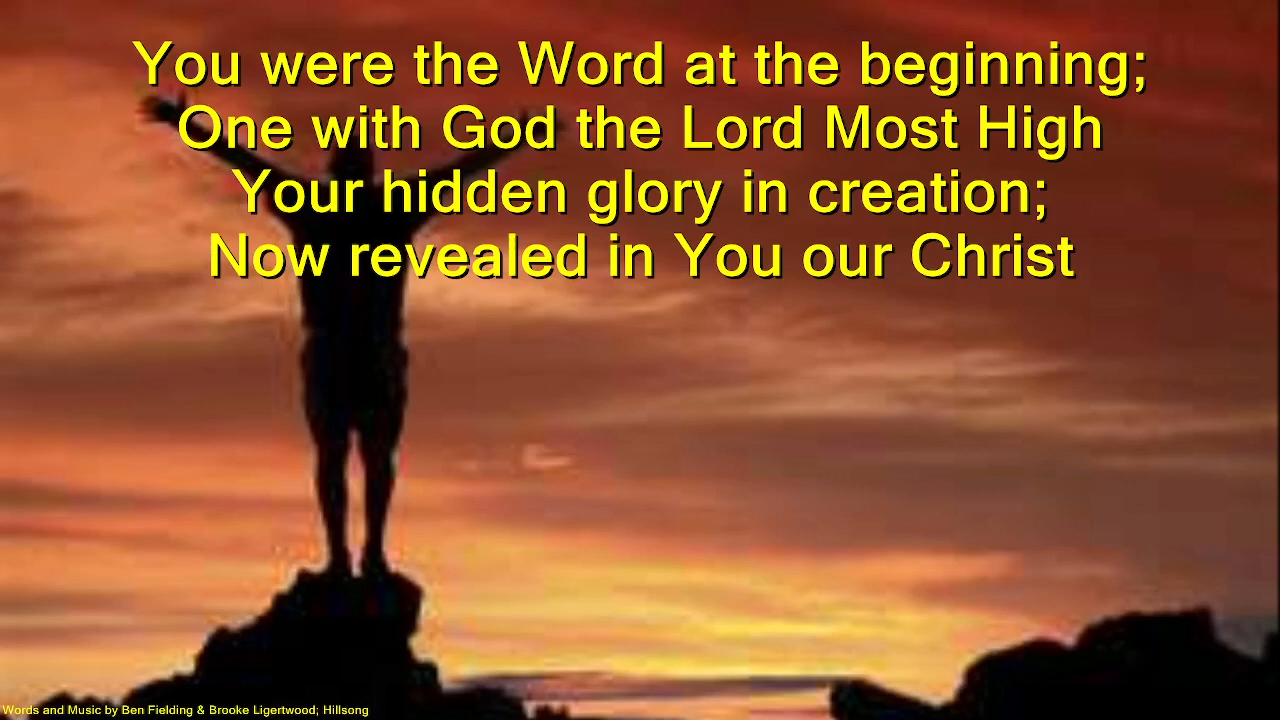 You were the Word at the beginning;
One with God the Lord Most High
Your hidden glory in creation;
Now revealed in You our Christ
Words and Music by Ben Fielding & Brooke Ligertwood; Hillsong